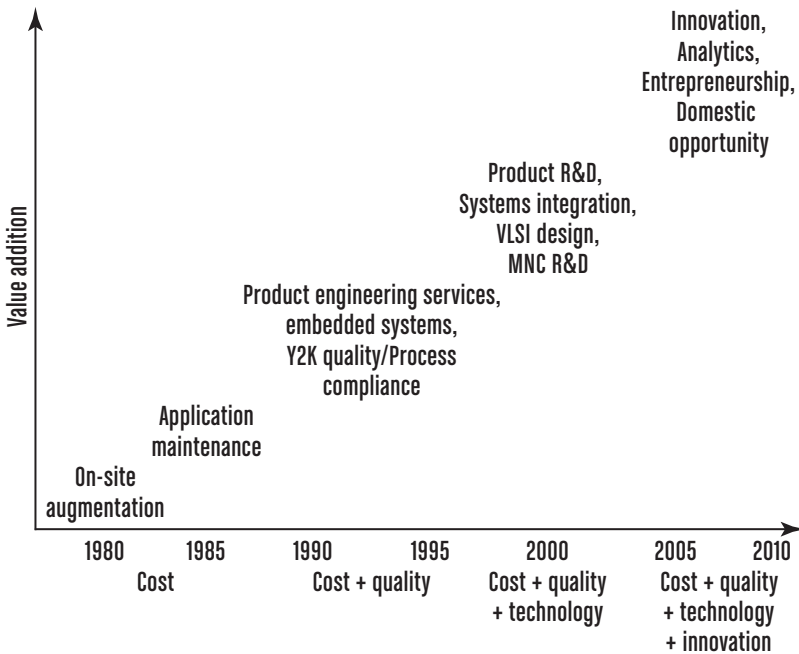 Innovation,
Analytics,
Entrepreneurship,
Domestic
opportunity
Product R&D,
Systems integration,
VLSI design,
MNC R&D
Product engineering services,
embedded systems,
Y2K quality/Process
compliance
Application
maintenance
On-site
augmentation
Value addition
1980 1985 1990 1995 2000 2005 2010
Cost Cost + quality Cost + quality Cost + quality
+ technology + technology
+ innovation